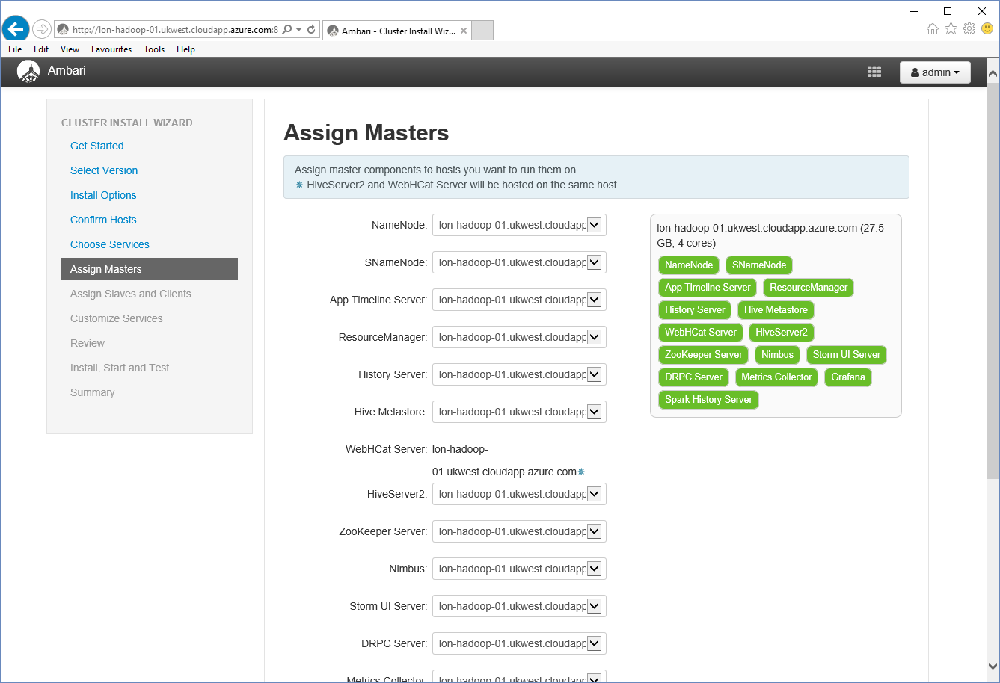 http://lon-hadoop-01.ukwest.cloudapp.azure.com:8
Ambari - Cluster Install Wiz...
File Edit View Favourites Tools Help
Ambari
admin
CLUSTER INSTALL WIZARD
Get Started
Select Version
Install Options
Confirm Hosts
Choose Services
Assign Masters
Assign Slaves and Clients
Customize Services
Review
Install, Start and Test
Summary
Assign Masters
Assign master components to hosts you want to run them on.
✵ HiveServer2 and WebHCat Server will be hosted on the same host.
NameNode: lon-hadoop-01.ukwest.cloudapp
SNameNode: lon-hadoop-01.ukwest.cloudapp
App Timeline Server: lon-hadoop-01.ukwest.cloudapp
ResourceManager: lon-hadoop-01.ukwest.cloudapp
History Server: lon-hadoop-01.ukwest.cloudapp
Hive Metastore: lon-hadoop-01.ukwest.cloudapp
WebHCat Server: lon-hadoop-
01.ukwest.cloudapp.azure.com✵
HiveServer2: lon-hadoop-01.ukwest.cloudapp
ZooKeeper Server: lon-hadoop-01.ukwest.cloudapp
Nimbus: lon-hadoop-01.ukwest.cloudapp
Storm UI Server: lon-hadoop-01.ukwest.cloudapp
DRPC Server: lon-hadoop-01.ukwest.cloudapp
Metrics Collector: lon-hadoop-01.ukwest.cloudapp
lon-hadoop-01.ukwest.cloudapp.azure.com (27.5
GB, 4 cores)
NameNode SNameNode
App Timeline Server ResourceManager
History Server Hive Metastore
WebHCat Server HiveServer2
ZooKeeper Server Nimbus Storm UI Server
DRPC Server Metrics Collector Grafana
Spark History Server